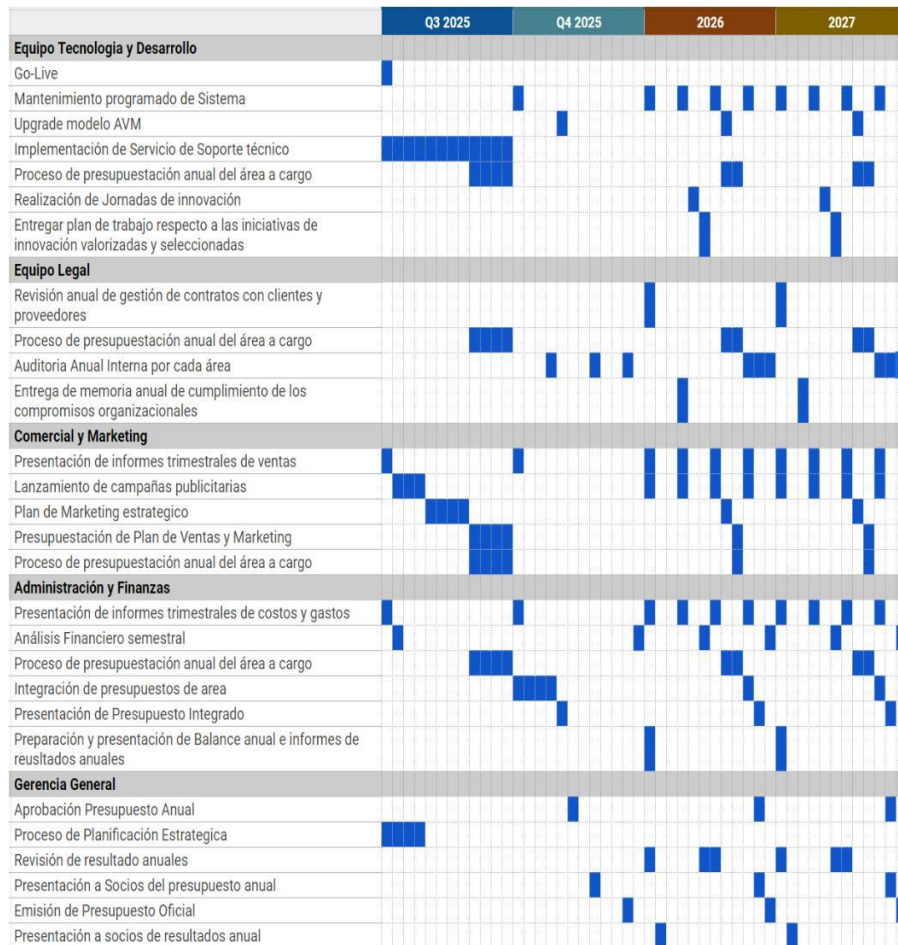 Q3 2025 Q4 2025 2026 2027
Equipo Tecnologia y Desarrollo
Go-Live
Mantenimiento programado de Sistema
Upgrade modelo AVM
Implementación de Servicio de Soporte técnico
Proceso de presupuestación anual del área a cargo
Realización de Jornadas de innovación
Entregar plan de trabajo respecto a las iniciativas de
innovación valorizadas y seleccionadas
Equipo Legal
Revisión anual de gestión de contratos con clientes y
proveedores
Proceso de presupuestación anual del área a cargo
Auditoria Anual Interna por cada área
Entrega de memoria anual de cumplimiento de los
compromisos organizacionales
Comercial y Marketing
Presentación de informes trimestrales de ventas
Lanzamiento de campañas publicitarias
Plan de Marketing estrategico
Presupuestación de Plan de Ventas y Marketing
Proceso de presupuestación anual del área a cargo
Administración y Finanzas
Presentación de informes trimestrales de costos y gastos
Análisis Financiero semestral
Proceso de presupuestación anual del área a cargo
Integración de presupuestos de area
Presentación de Presupuesto Integrado
Preparación y presentación de Balance anual e informes de
reusltados anuales
Gerencia General
Aprobación Presupuesto Anual
Proceso de Planificación Estrategica
Revisión de resultado anuales
Presentación a Socios del presupuesto anual
Emisión de Presupuesto Oficial
Presentación a socios de resultados anual